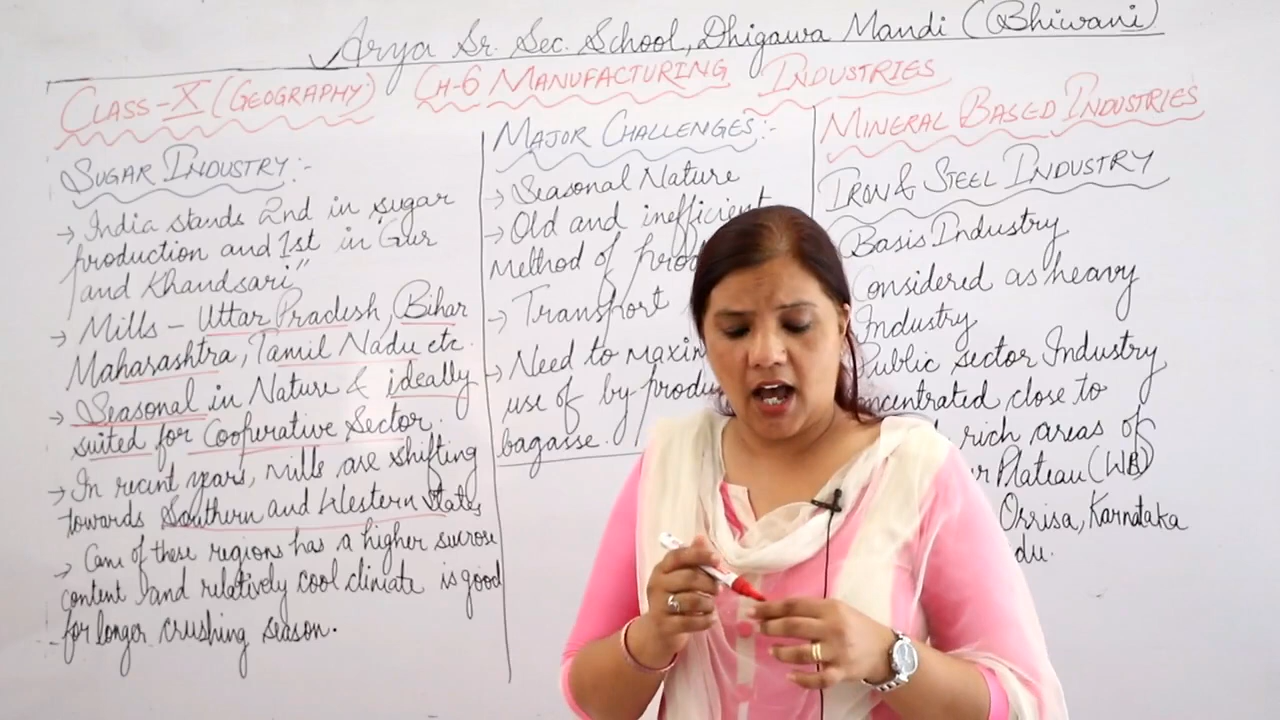 Arya Sr. Sec. School, Dhigawa Mandi (Bhiwani)
CLASS-X (GEOGRAPHY) CH-6 MANUFACTURING INDUSTRIES
SUGAR INDUSTRY:-
→ India stands 2nd in sugar
production and 1st in "Gur
and Khandsari"
→ Mills - Uttar Pradesh, Bihar
Maharashtra, Tamil Nadu etc.
→ Seasonal in Nature & ideally
suited for Cooperative Sector.
→ In recent years, mills are shifting
towards Southern and Western States
→ Cane of these regions has a higher sucrose
content and relatively cool climate is good
for longer crushing season.
MAJOR CHALLENGES:-
→ Seasonal Nature
→ Old and inefficient
Method of prod
→ Transport
→ Need to maxim
use of by produ
bagasse.
MINERAL BASED INDUSTRIES
IRON & STEEL INDUSTRY
Basis Industry
Considered as heavy
Industry
Public sector Industry
oncentrated close to
rich areas of
r Plateau (WB)
Orrisa, Karnataka
du.